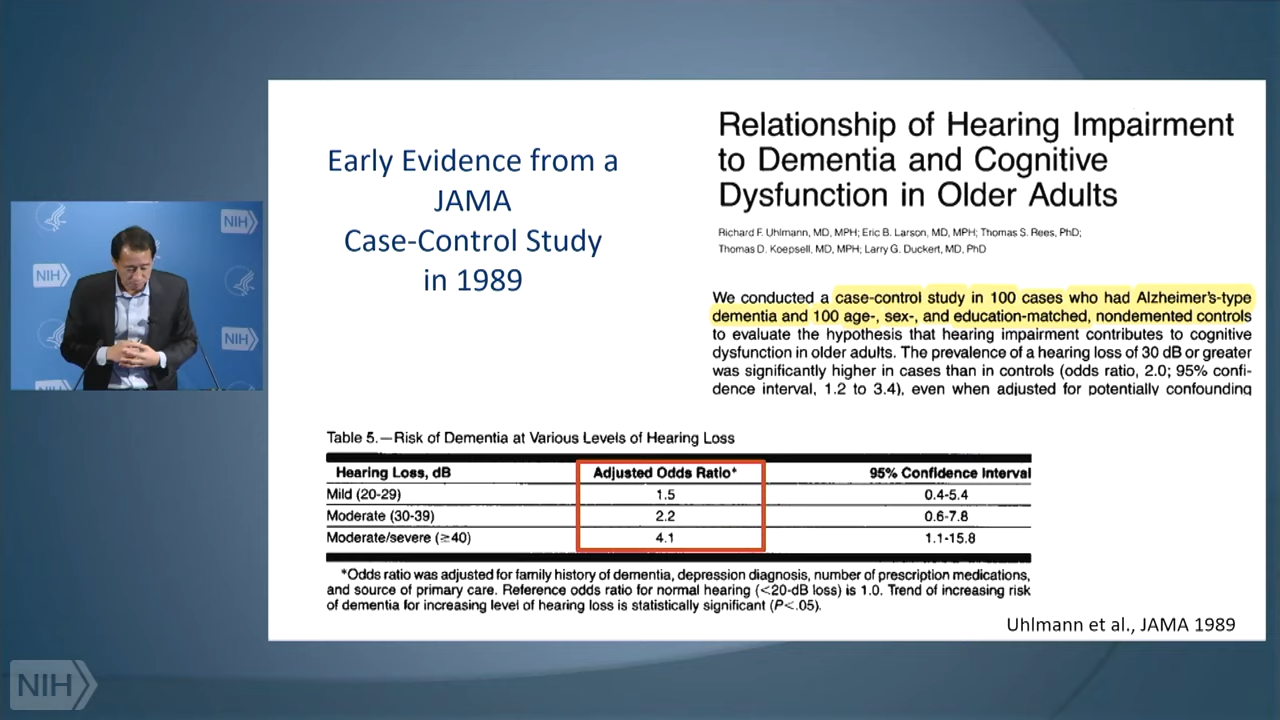 Early Evidence from a
JAMA
Case-Control Study
in 1989
Relationship of Hearing Impairment
to Dementia and Cognitive
Dysfunction in Older Adults
Richard F. Uhlmann, MD, MPH; Eric B. Larson, MD, MPH; Thomas S. Rees, PhD;
Thomas D. Koepsell, MD, MPH; Larry G. Duckert, MD, PhD
We conducted a case-control study in 100 cases who had Alzheimer's-type
dementia and 100 age-, sex-, and education-matched, nondemented controls
to evaluate the hypothesis that hearing impairment contributes to cognitive
dysfunction in older adults. The prevalence of a hearing loss of 30 dB or greater
was significantly higher in cases than in controls (odds ratio, 2.0; 95% confi-
dence interval, 1.2 to 3.4), even when adjusted for potentially confounding
Table 5.—Risk of Dementia at Various Levels of Hearing Loss
Hearing Loss, dB Adjusted Odds Ratio* 95% Confidence Interval
Mild (20-29) 1.5 0.4-5.4
Moderate (30-39) 2.2 0.6-7.8
Moderate/severe (≥40) 4.1 1.1-15.8
*Odds ratio was adjusted for family history of dementia, depression diagnosis, number of prescription medications,
and source of primary care. Reference odds ratio for normal hearing (<20-dB loss) is 1.0. Trend of increasing risk
of dementia for increasing level of hearing loss is statistically significant (P<.05).
Uhlmann et al., JAMA 1989
NIH
NIH
NIH
NIH